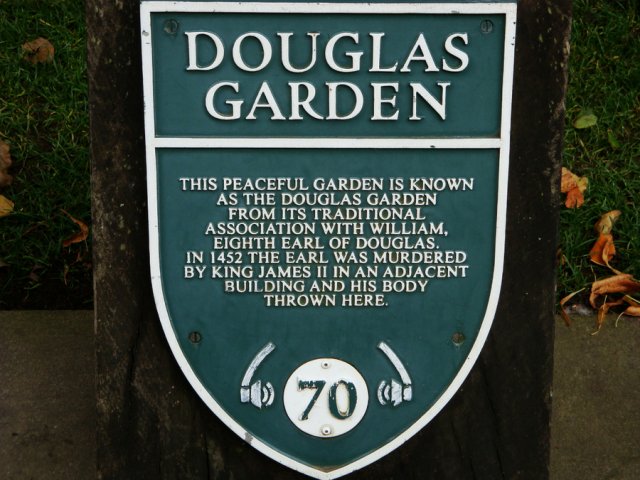 DOUGLAS
GARDEN
THIS PEACEFUL GARDEN IS KNOWN
AS THE DOUGLAS GARDEN
FROM ITS TRADITIONAL
ASSOCIATION WITH WILLIAM,
EIGHTH EARL OF DOUGLAS.
IN 1452 THE EARL WAS MURDERED
BY KING JAMES II IN AN ADJACENT
BUILDING AND HIS BODY
THROWN HERE.
70